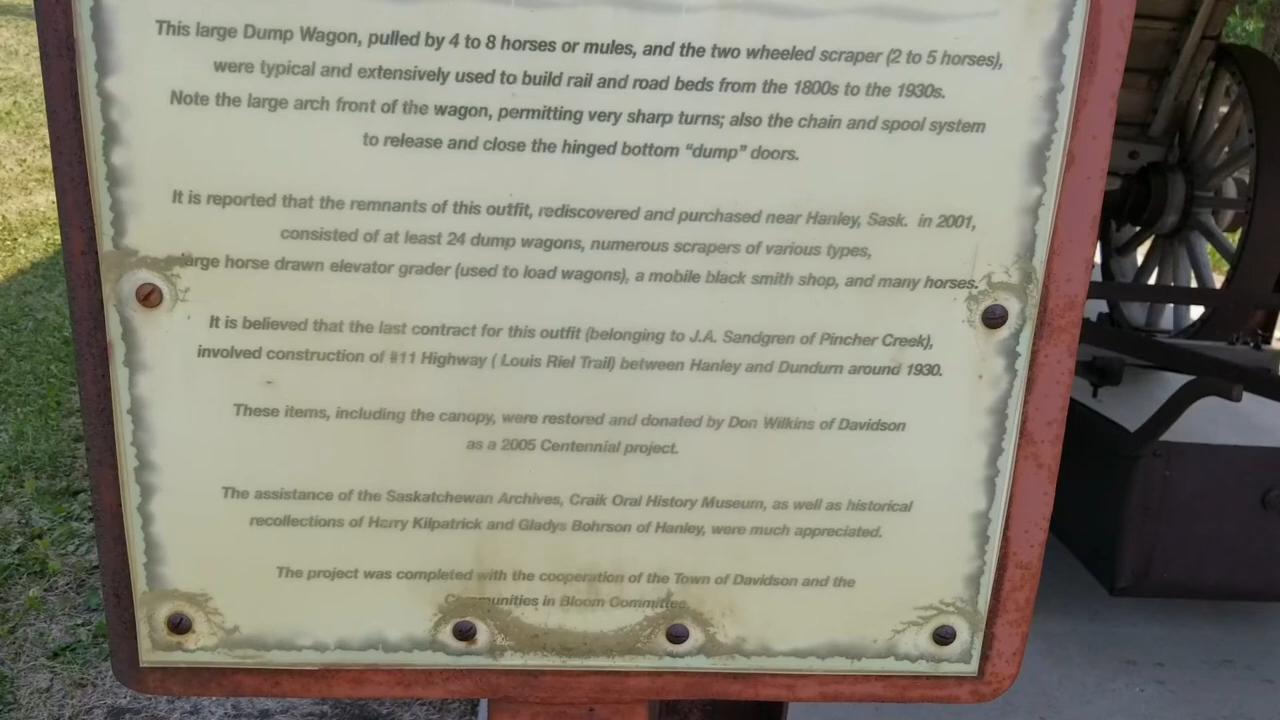 This large Dump Wagon, pulled by 4 to 8 horses or mules, and the two wheeled scraper (2 to 5 horses),
were typical and extensively used to build rail and road beds from the 1800s to the 1930s.
Note the large arch front of the wagon, permitting very sharp turns; also the chain and spool system
to release and close the hinged bottom “dump” doors.
It is reported that the remnants of this outfit, rediscovered and purchased near Hanley, Sask. in 2001,
consisted of at least 24 dump wagons, numerous scrapers of various types,
large horse drawn elevator grader (used to load wagons), a mobile black smith shop, and many horses.
It is believed that the last contract for this outfit (belonging to J.A. Sandgren of Pincher Creek),
involved construction of #11 Highway ( Louis Riel Trail) between Hanley and Dundurn around 1930.
These items, including the canopy, were restored and donated by Don Wilkins of Davidson
as a 2005 Centennial project.
The assistance of the Saskatchewan Archives, Craik Oral History Museum, as well as historical
recollections of Harry Kilpatrick and Gladys Bohrson of Hanley, were much appreciated.
The project was completed with the cooperation of the Town of Davidson and the
Communities in Bloom Committee.